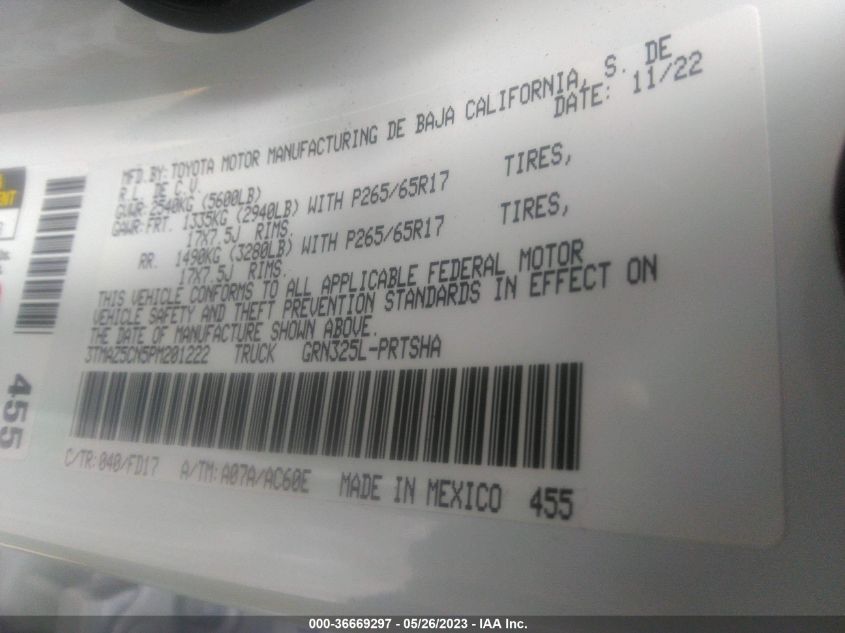 MFD. BY: TOYOTA MOTOR MANUFACTURING DE BAJA CALIFORNIA, S. DE
R.L. DE C.V. DATE: 11/22
GVWR: 2540KG (5600LB)
GAWR: FRT. 1335KG (2940LB) WITH P265/65R17 TIRES,
17X7.5J RIMS.
RR. 1490KG (3280LB) WITH P265/65R17 TIRES,
17X7.5J RIMS.
THIS VEHICLE CONFORMS TO ALL APPLICABLE FEDERAL MOTOR
VEHICLE SAFETY AND THEFT PREVENTION STANDARDS IN EFFECT ON
THE DATE OF MANUFACTURE SHOWN ABOVE.
3TMAZ5CN5PM201222 TRUCK GRN325L-PRTSHA
C/TR: 040/FD17 A/TM: A07A/AC60E MADE IN MEXICO 455
455
000-36669297 - 05/26/2023 - IAA Inc.